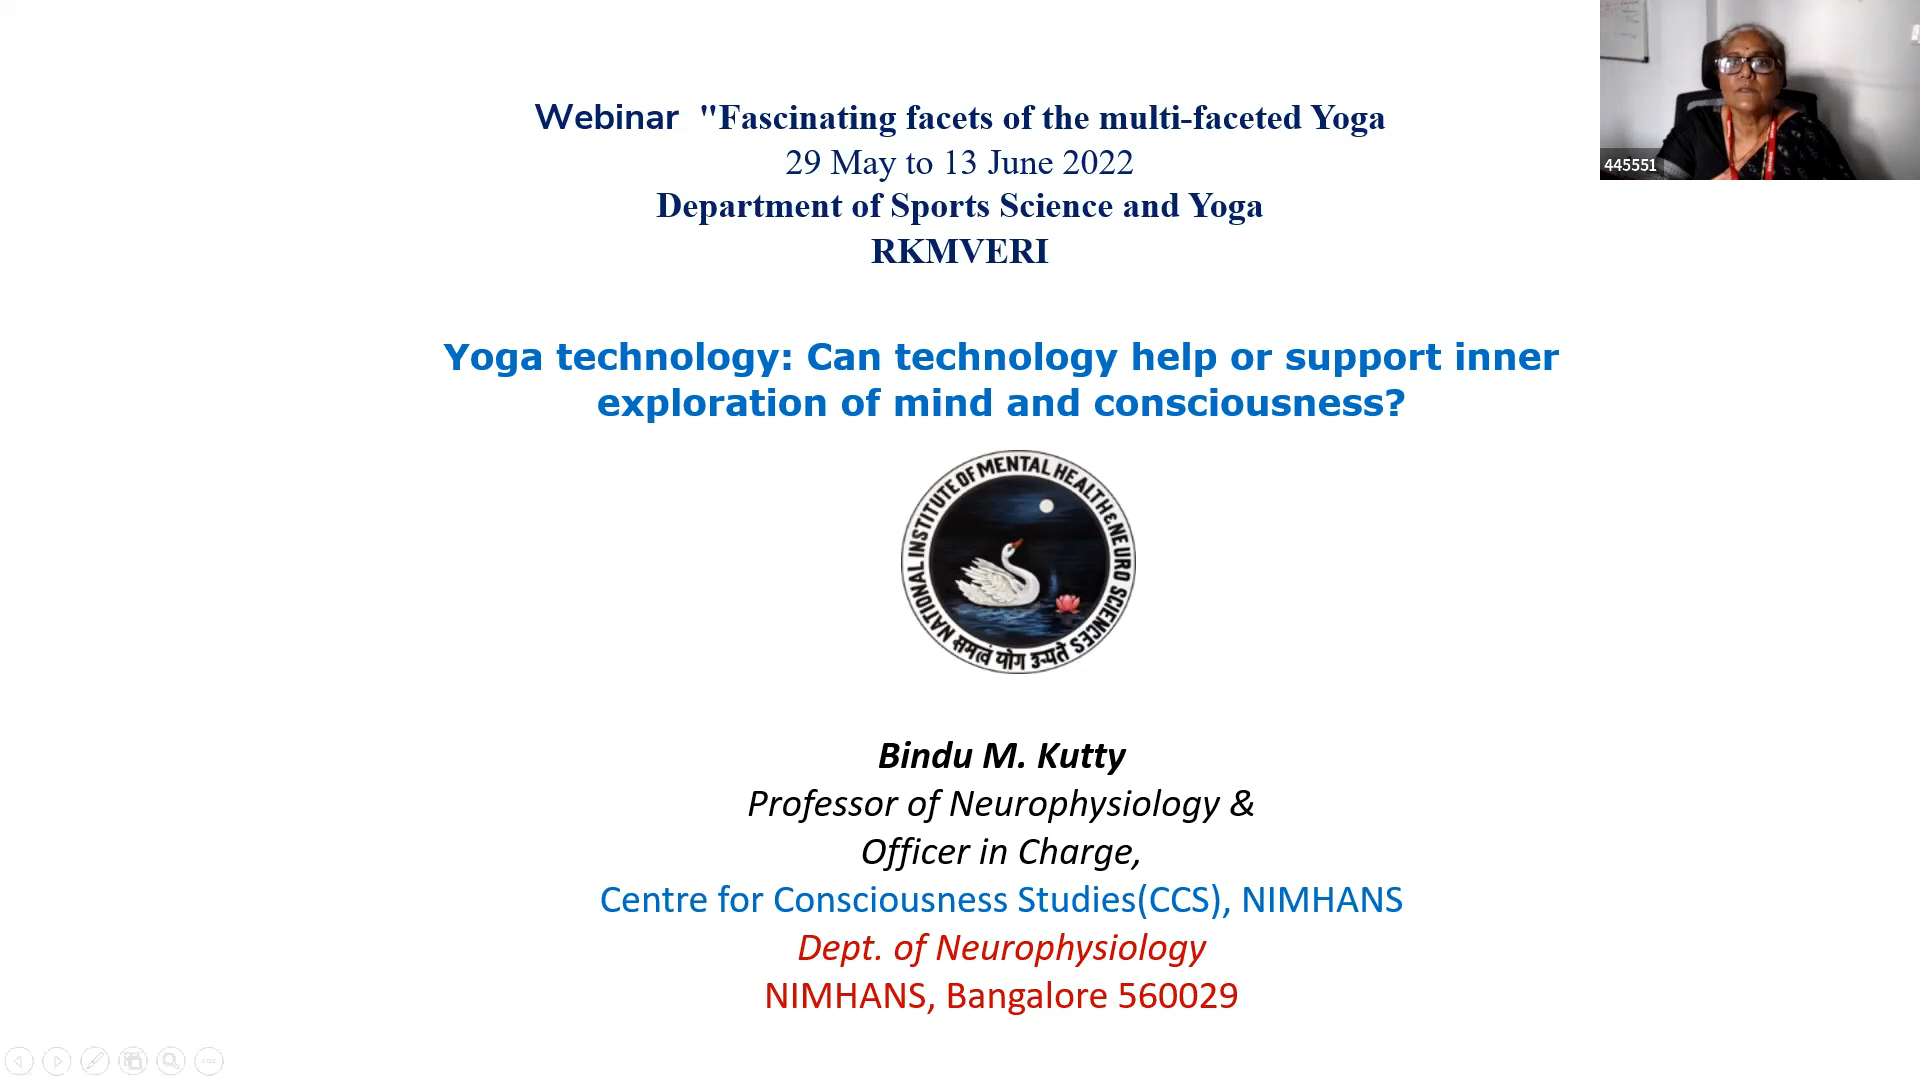 Webinar "Fascinating facets of the multi-faceted Yoga
29 May to 13 June 2022
Department of Sports Science and Yoga
RKMVERI
445551
Yoga technology: Can technology help or support inner
exploration of mind and consciousness?
NATIONAL INSTITUTE OF MENTAL HEALTH & NEURO SCIENCES
समत्वं योग उच्यते
Bindu M. Kutty
Professor of Neurophysiology &
Officer in Charge,
Centre for Consciousness Studies(CCS), NIMHANS
Dept. of Neurophysiology
NIMHANS, Bangalore 560029